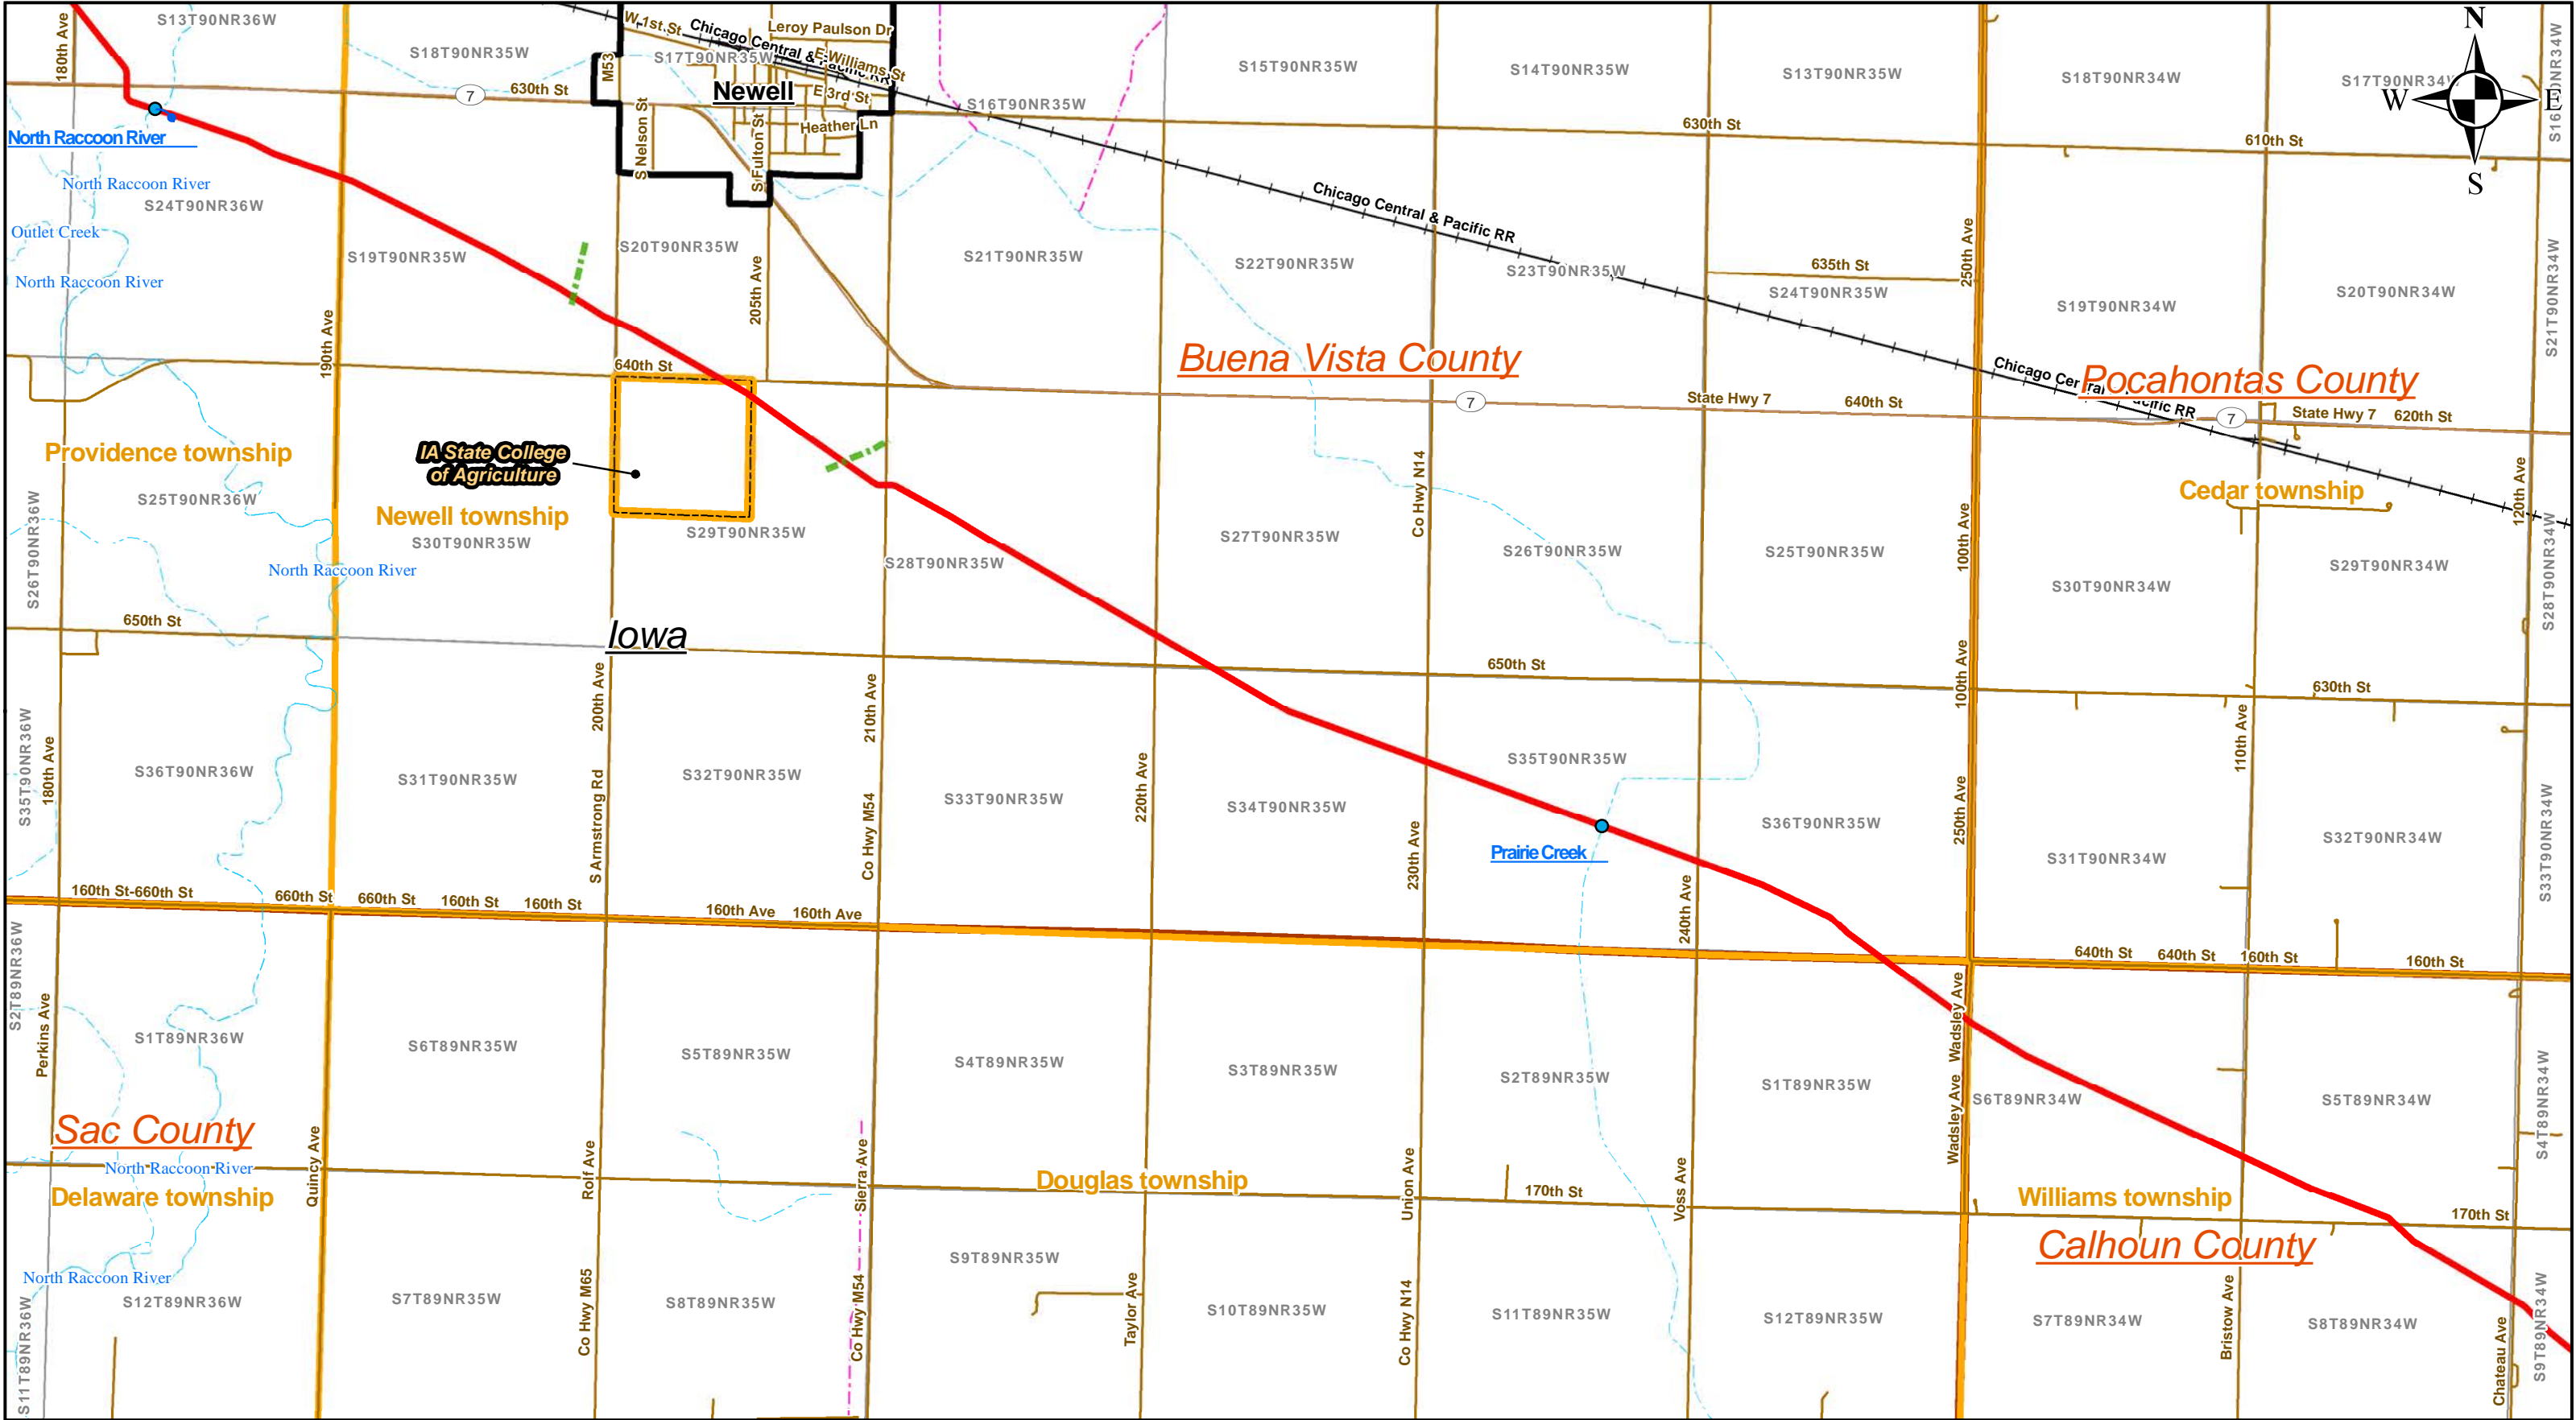 S13T90NR36W
180th Ave
S18T90NR35W
M53
W 1st St
Chicago Central & Pacific RR
Leroy Paulson Dr
S17T90NR35W
E Williams St
Newell
E 3rd St
Heather Ln
S Nelson St
S Fulton St
630th St
7
S16T90NR35W
S15T90NR35W
S14T90NR35W
S13T90NR35W
S18T90NR34W
N
W
E
S
S16T90NR34W
630th St
610th St
North Raccoon River
North Raccoon River
S24T90NR36W
Outlet Creek
North Raccoon River
S19T90NR35W
S20T90NR35W
205th Ave
S21T90NR35W
Chicago Central & Pacific RR
S22T90NR35W
S23T90NR35W
635th St
S24T90NR35W
250th Ave
S19T90NR34W
S20T90NR34W
S21T90NR34W
190th Ave
640th St
Buena Vista County
Pocahontas County
7
State Hwy 7
640th St
7
State Hwy 7
620th St
Providence township
IA State College
of Agriculture
S25T90NR36W
S26T90NR36W
Newell township
S30T90NR35W
S29T90NR35W
S28T90NR35W
S27T90NR35W
Co Hwy N14
S26T90NR35W
S25T90NR35W
100th Ave
Cedar township
120th Ave
S30T90NR34W
S29T90NR34W
S28T90NR34W
North Raccoon River
650th St
Iowa
650th St
100th Ave
630th St
S35T90NR36W
180th Ave
S36T90NR36W
S31T90NR35W
200th Ave
S Armstrong Rd
S32T90NR35W
210th Ave
Co Hwy M54
S33T90NR35W
220th Ave
S34T90NR35W
230th Ave
S35T90NR35W
Prairie Creek
240th Ave
S36T90NR35W
250th Ave
S31T90NR34W
110th Ave
S32T90NR34W
S33T90NR34W
160th St-660th St
660th St
660th St
160th St
160th St
160th Ave
160th Ave
640th St
640th St
160th St
160th St
S2T89NR36W
Perkins Ave
S1T89NR36W
S6T89NR35W
S5T89NR35W
S4T89NR35W
S3T89NR35W
S2T89NR35W
S1T89NR35W
Wadsley Ave
Wadsley Ave
Wadsley Ave
S6T89NR34W
S5T89NR34W
S4T89NR34W
Sac County
North Raccoon River
Delaware township
Quincy Ave
Rolf Ave
Sierra Ave
Douglas township
Union Ave
170th St
Voss Ave
Williams township
170th St
Calhoun County
North Raccoon River
S11T89NR36W
S12T89NR36W
S7T89NR35W
Co Hwy M65
S8T89NR35W
Co Hwy M54
S9T89NR35W
Taylor Ave
S10T89NR35W
Co Hwy N14
S11T89NR35W
S12T89NR35W
S7T89NR34W
Bristow Ave
S8T89NR34W
Chateau Ave
S9T89NR34W